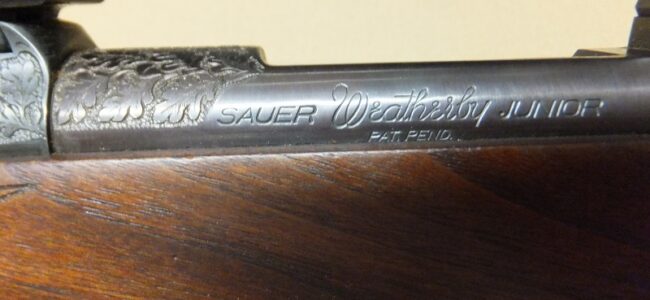 SAUER Weatherby JUNIOR
PAT. PEND.